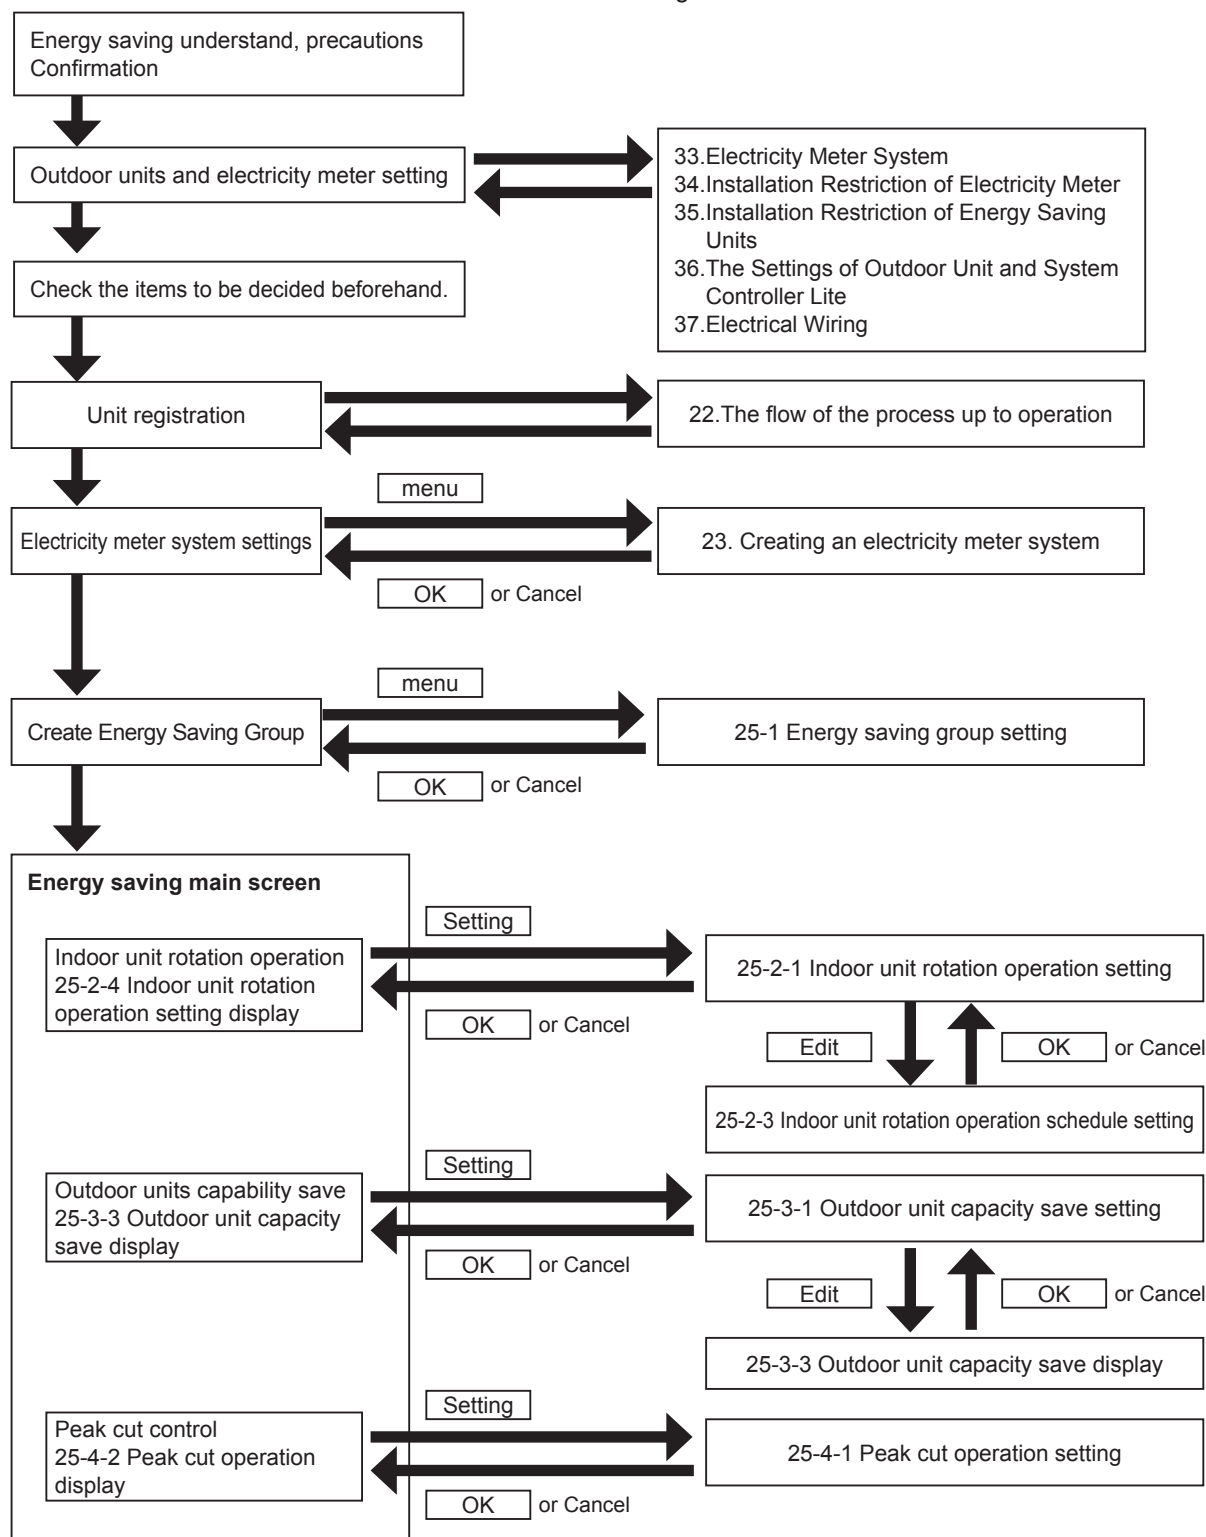 Energy saving understand, precautions
Confirmation
Outdoor units and electricity meter setting
33.Electricity Meter System
34.Installation Restriction of Electricity Meter
35.Installation Restriction of Energy Saving
Units
36.The Settings of Outdoor Unit and System
Controller Lite
37.Electrical Wiring
Check the items to be decided beforehand.
Unit registration
22.The flow of the process up to operation
menu
Electricity meter system settings
23. Creating an electricity meter system
OK or Cancel
menu
Create Energy Saving Group
25-1 Energy saving group setting
OK or Cancel
Energy saving main screen
Setting
Indoor unit rotation operation
25-2-4 Indoor unit rotation
operation setting display
25-2-1 Indoor unit rotation operation setting
OK or Cancel
Edit
OK or Cancel
25-2-3 Indoor unit rotation operation schedule setting
Setting
Outdoor units capability save
25-3-3 Outdoor unit capacity
save display
25-3-1 Outdoor unit capacity save setting
OK or Cancel
Edit
OK or Cancel
25-3-3 Outdoor unit capacity save display
Setting
Peak cut control
25-4-2 Peak cut operation
display
25-4-1 Peak cut operation setting
OK or Cancel